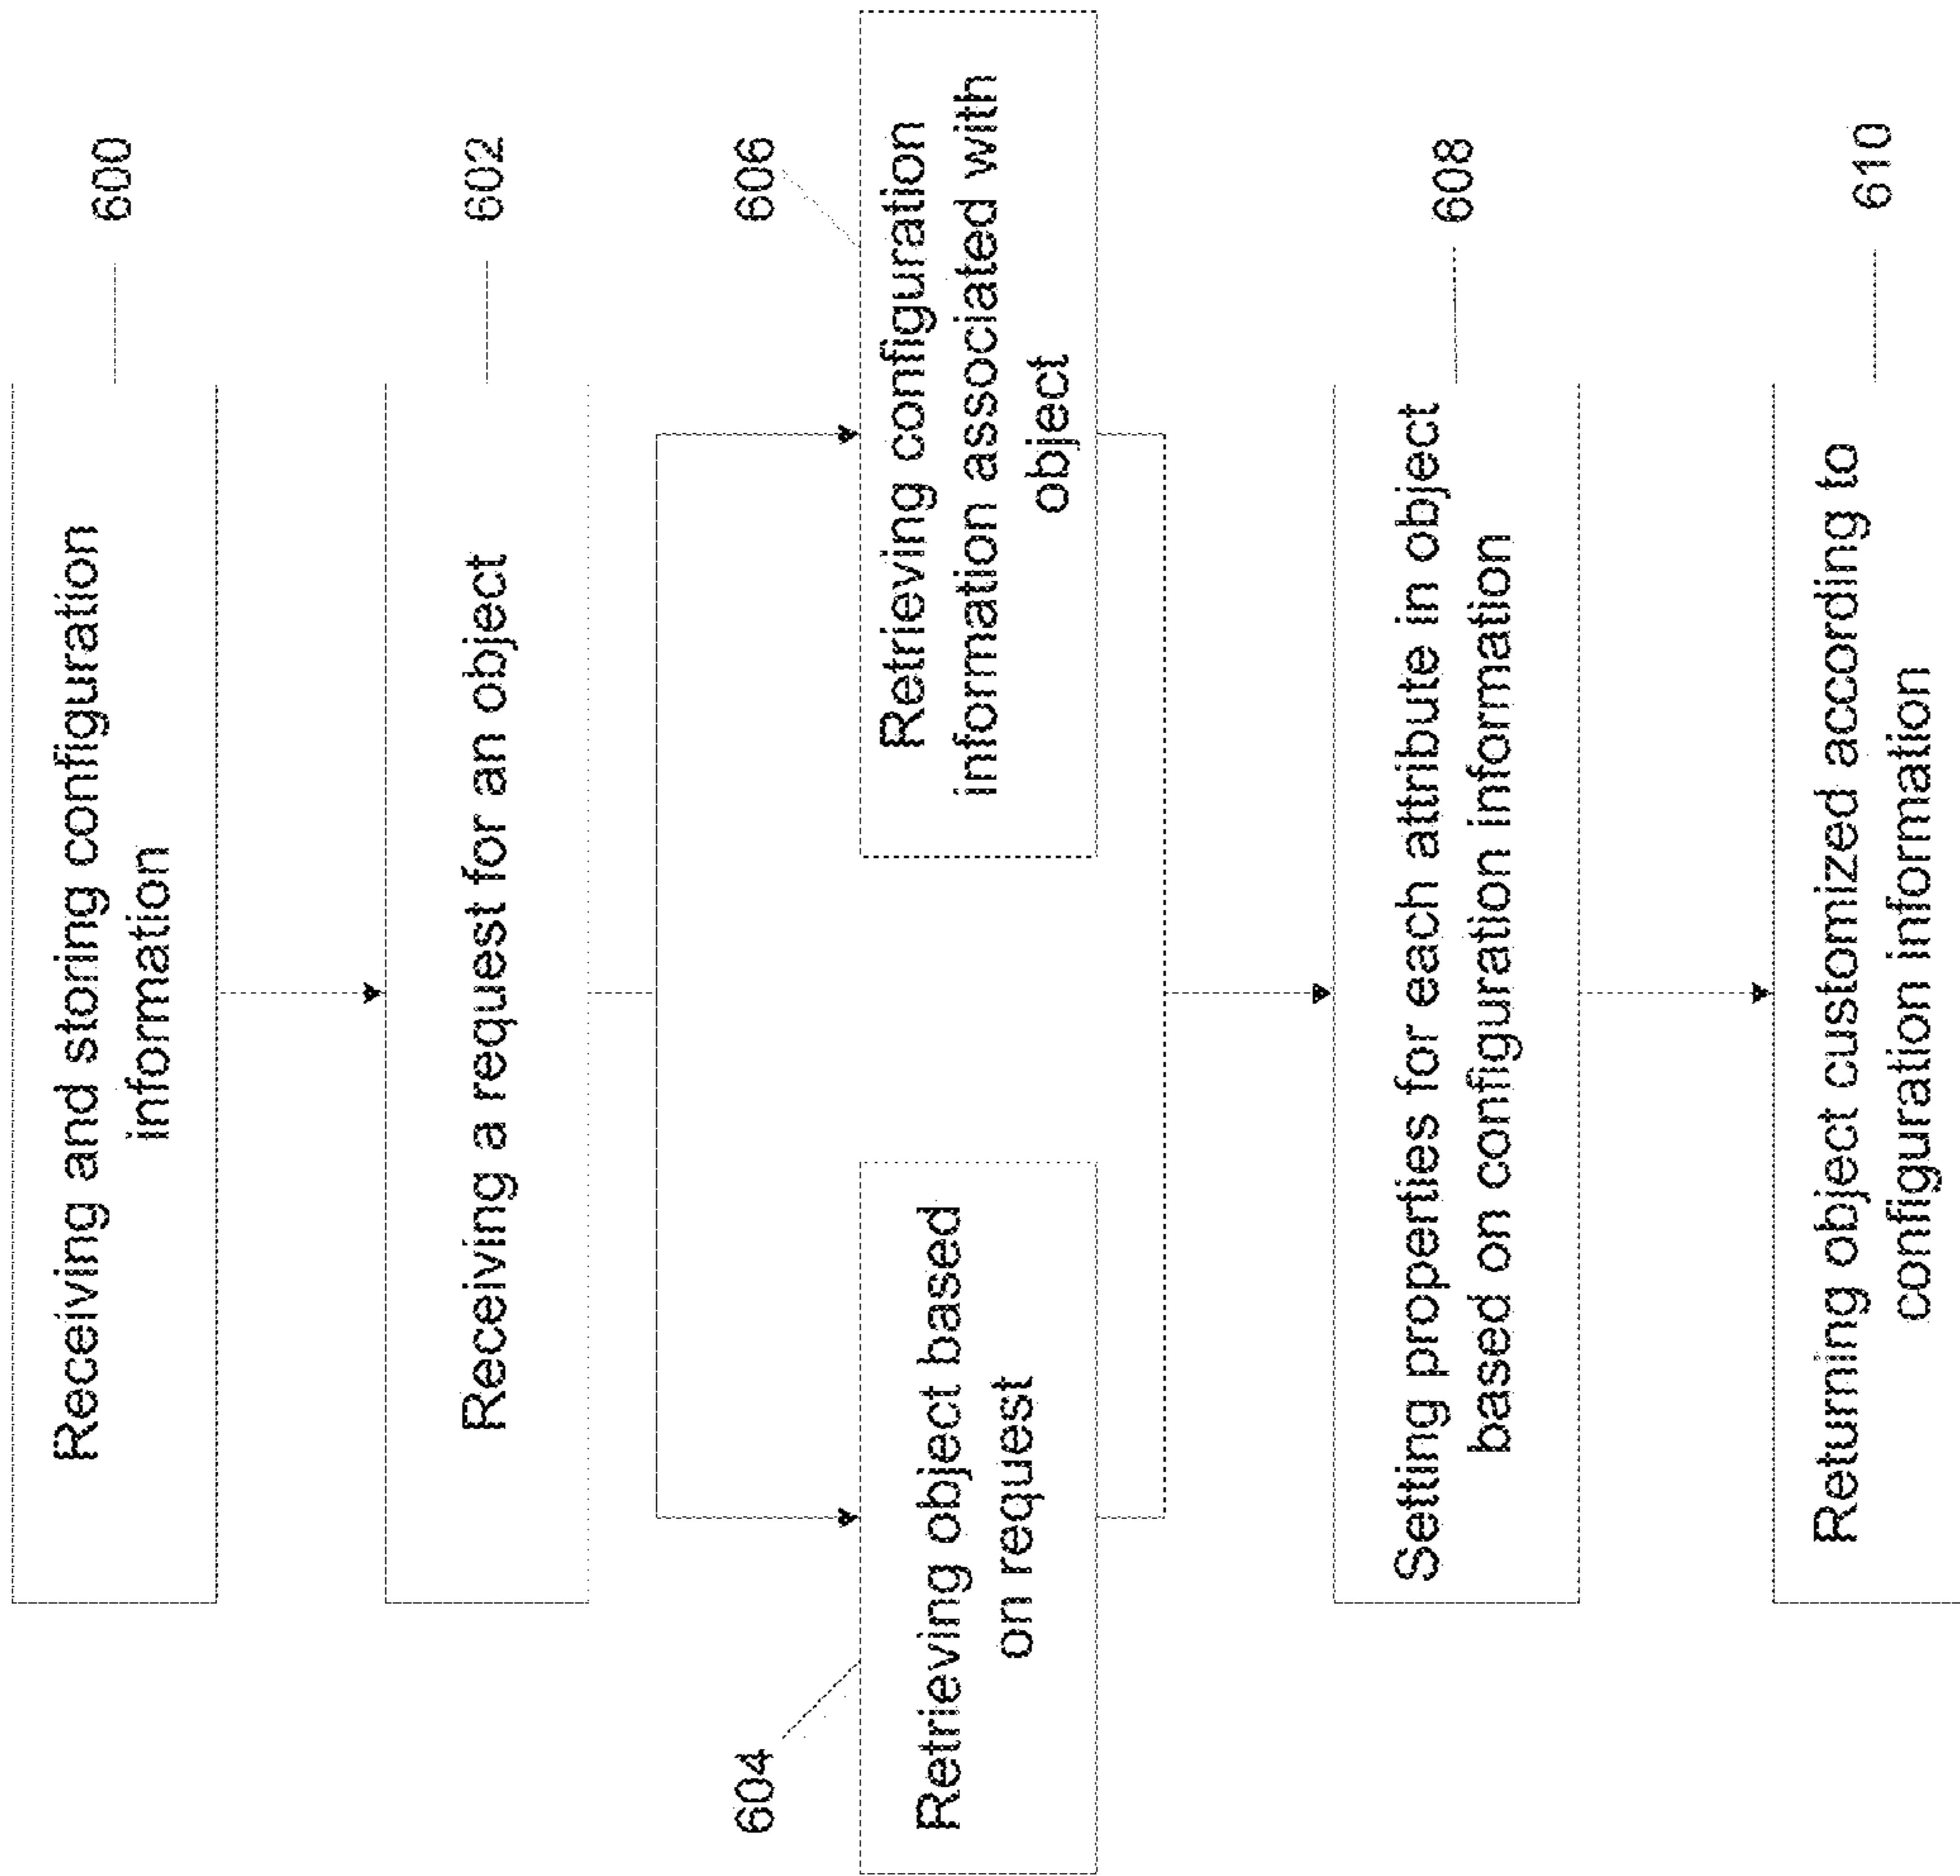 Receiving and storing configuration
information
600
Receiving a request for an object
602
604
Retrieving object based
on request
606
Retrieving configuration
information associated with
object
Setting properties for each attribute in object
based on configuration information
608
Returning object customized according to
configuration information
610